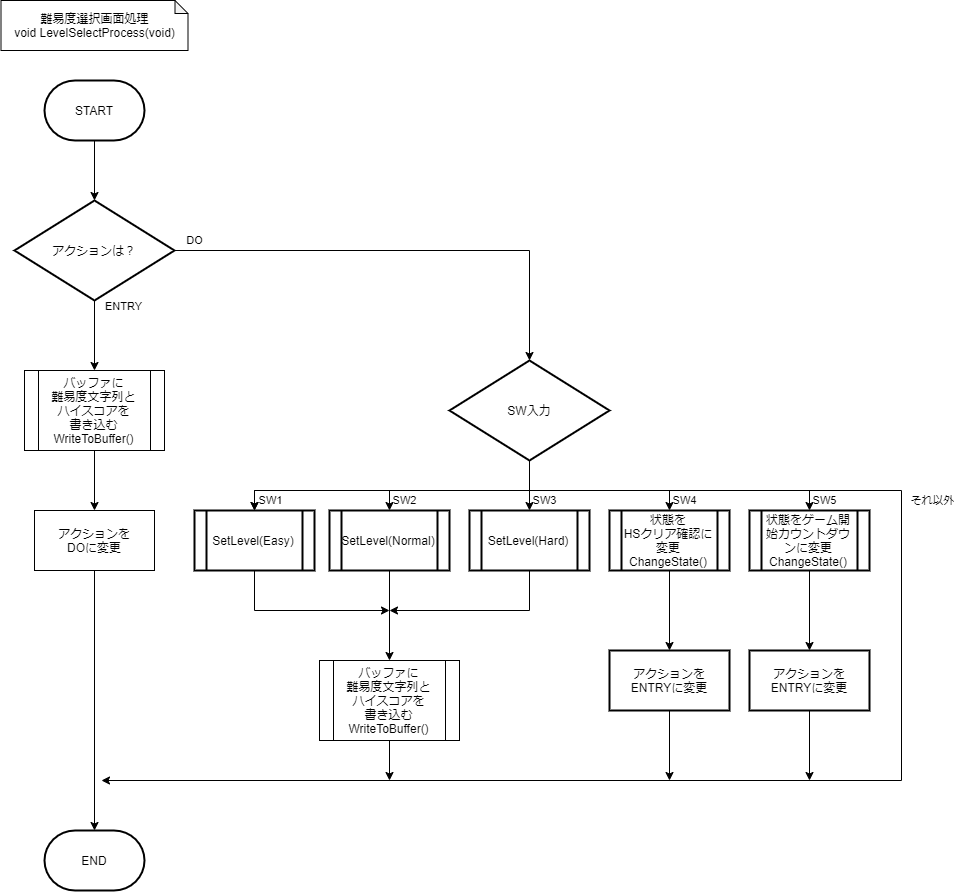 難易度選択画面処理
void LevelSelectProcess(void)
START
アクションは？
DO
ENTRY
バッファに
難易度文字列と
ハイスコアを
書き込む
WriteToBuffer()
SW入力
アクションを
DOに変更
SW1
SW2
SW3
SW4
SW5
それ以外
SetLevel(Easy)
SetLevel(Normal)
SetLevel(Hard)
状態を
HSクリア確認に
変更
ChangeState()
状態をゲーム開
始カウントダウ
ンに変更
ChangeState()
バッファに
難易度文字列と
ハイスコアを
書き込む
WriteToBuffer()
アクションを
ENTRYに変更
アクションを
ENTRYに変更
END